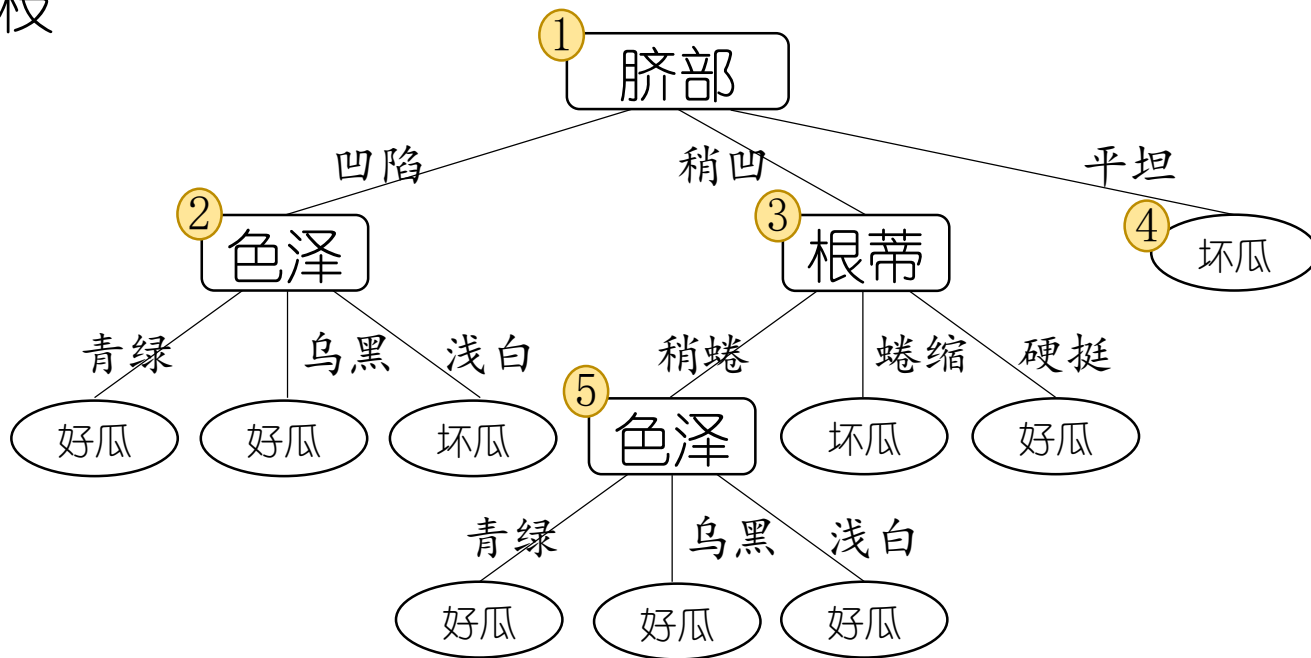 ①
脐部
凹陷 稍凹 平坦
② ③ ④
色泽 根蒂 坏瓜
青绿 乌黑 浅白 稍蜷 蜷缩 硬挺
⑤
好瓜 好瓜 坏瓜 色泽 坏瓜 好瓜
青绿 乌黑 浅白
好瓜 好瓜 好瓜